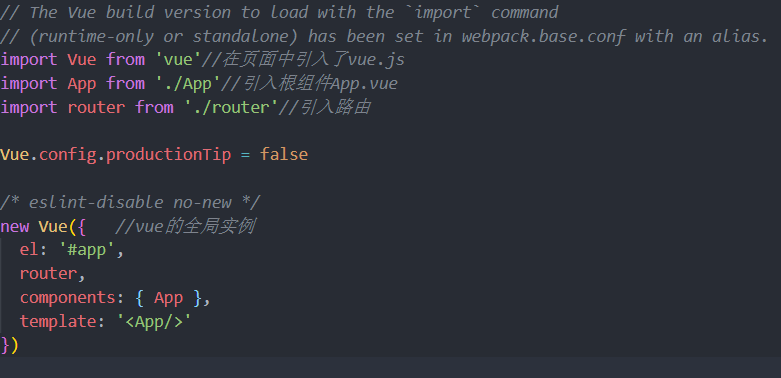 // The Vue build version to load with the `import` command
// (runtime-only or standalone) has been set in webpack.base.conf with an alias.
import Vue from 'vue'//在页面中引入了vue.js
import App from './App'//引入根组件App.vue
import router from './router'//引入路由
Vue.config.productionTip = false
/* eslint-disable no-new */
new Vue({   //vue的全局实例
  el: '#app',
  router,
  components: { App },
  template: '<App/>'
})